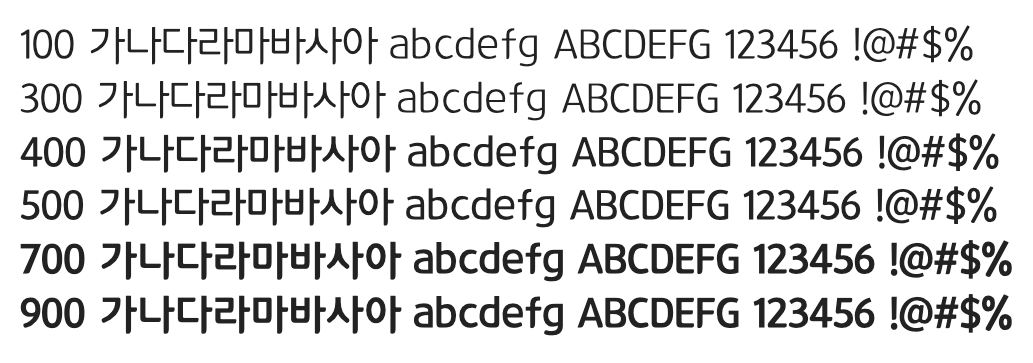 100 가나다라마바사아 abcdefg ABCDEFG 123456 !@#$%
300 가나다라마바사아 abcdefg ABCDEFG 123456 !@#$%
400 가나다라마바사아 abcdefg ABCDEFG 123456 !@#$%
500 가나다라마바사아 abcdefg ABCDEFG 123456 !@#$%
700 가나다라마바사아 abcdefg ABCDEFG 123456 !@#$%
900 가나다라마바사아 abcdefg ABCDEFG 123456 !@#$%